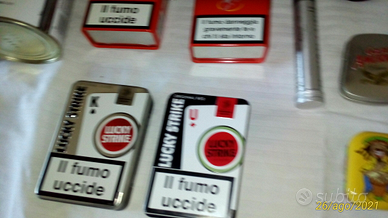 Il fumo
uccide
Il fumo danneggia
gravemente te e
chi ti sta intorno
LUCKY STRIKE
K
LUCKY
STRIKE
Il fumo
uccide
LUCKY STRIKE
LUCKY
STRIKE
Il fumo
uccide
subito
26/ago/2021